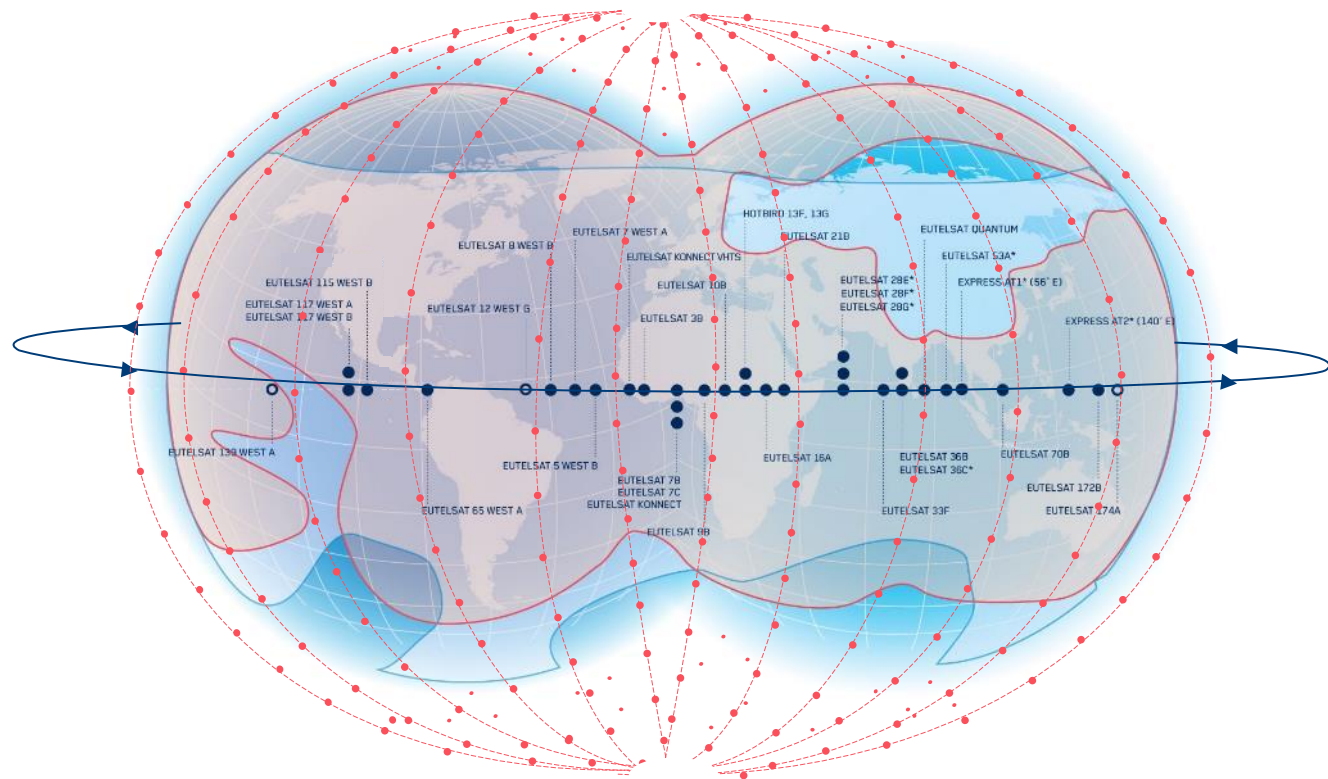 HOTBIRD 13F, 13G
EUTELSAT 7 WEST A
EUTELSAT 21B
EUTELSAT QUANTUM
EUTELSAT 8 WEST B
EUTELSAT KONNECT VHTS
EUTELSAT 53A*
EUTELSAT 115 WEST B
EUTELSAT 10B
EUTELSAT 28E*
EUTELSAT 28F*
EUTELSAT 28G*
EXPRESS AT1* (56° E)
EUTELSAT 117 WEST A
EUTELSAT 117 WEST B
EUTELSAT 12 WEST G
EUTELSAT 3B
EXPRESS AT2* (140° E)
EUTELSAT 139 WEST A
EUTELSAT 5 WEST B
EUTELSAT 16A
EUTELSAT 36B
EUTELSAT 36C*
EUTELSAT 70B
EUTELSAT 7B
EUTELSAT 7C
EUTELSAT KONNECT
EUTELSAT 172B
EUTELSAT 65 WEST A
EUTELSAT 33F
EUTELSAT 174A
EUTELSAT 9B